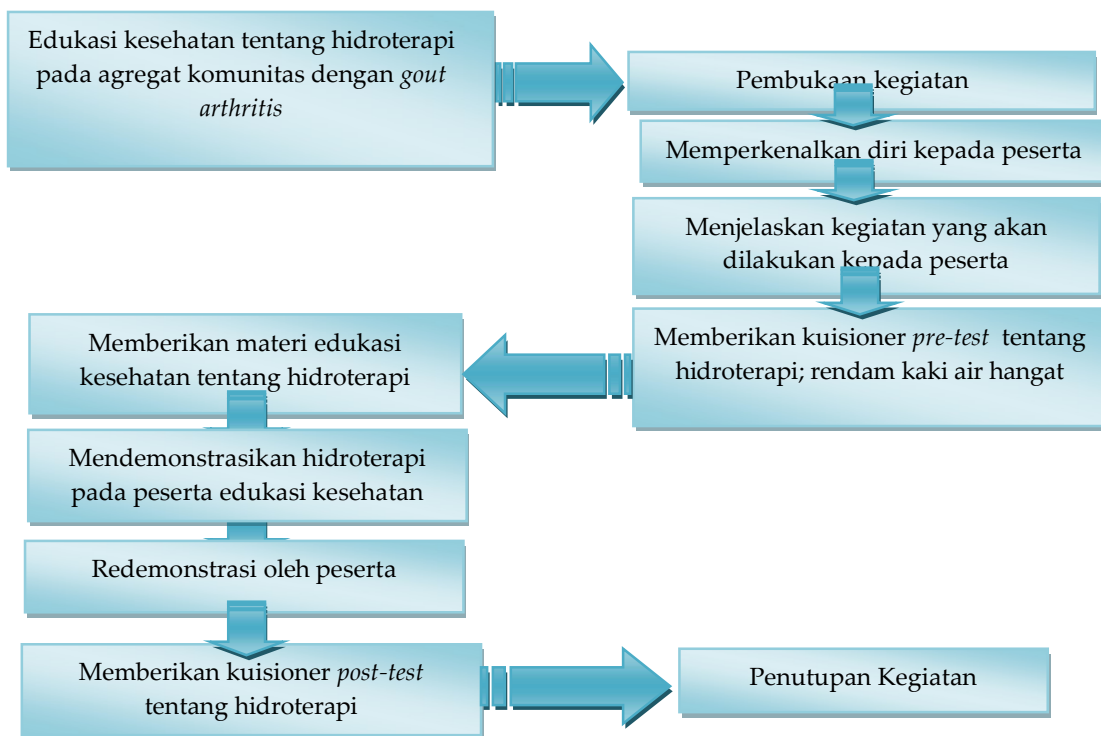 Edukasi kesehatan tentang hidroterapi
pada agregat komunitas dengan gout
arthritis
Pembukaan kegiatan
Memperkenalkan diri kepada peserta
Menjelaskan kegiatan yang akan
dilakukan kepada peserta
Memberikan kuisioner pre-test tentang
hidroterapi; rendam kaki air hangat
Memberikan materi edukasi
kesehatan tentang hidroterapi
Mendemonstrasikan hidroterapi
pada peserta edukasi kesehatan
Redemonstrasi oleh peserta
Memberikan kuisioner post-test
tentang hidroterapi
Penutupan Kegiatan